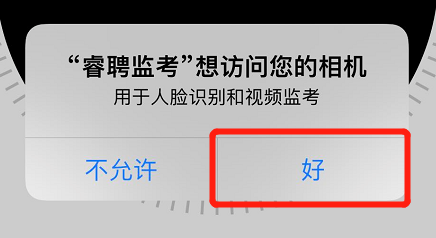 “睿聘监考”想访问您的相机
用于人脸识别和视频监考
不允许
好